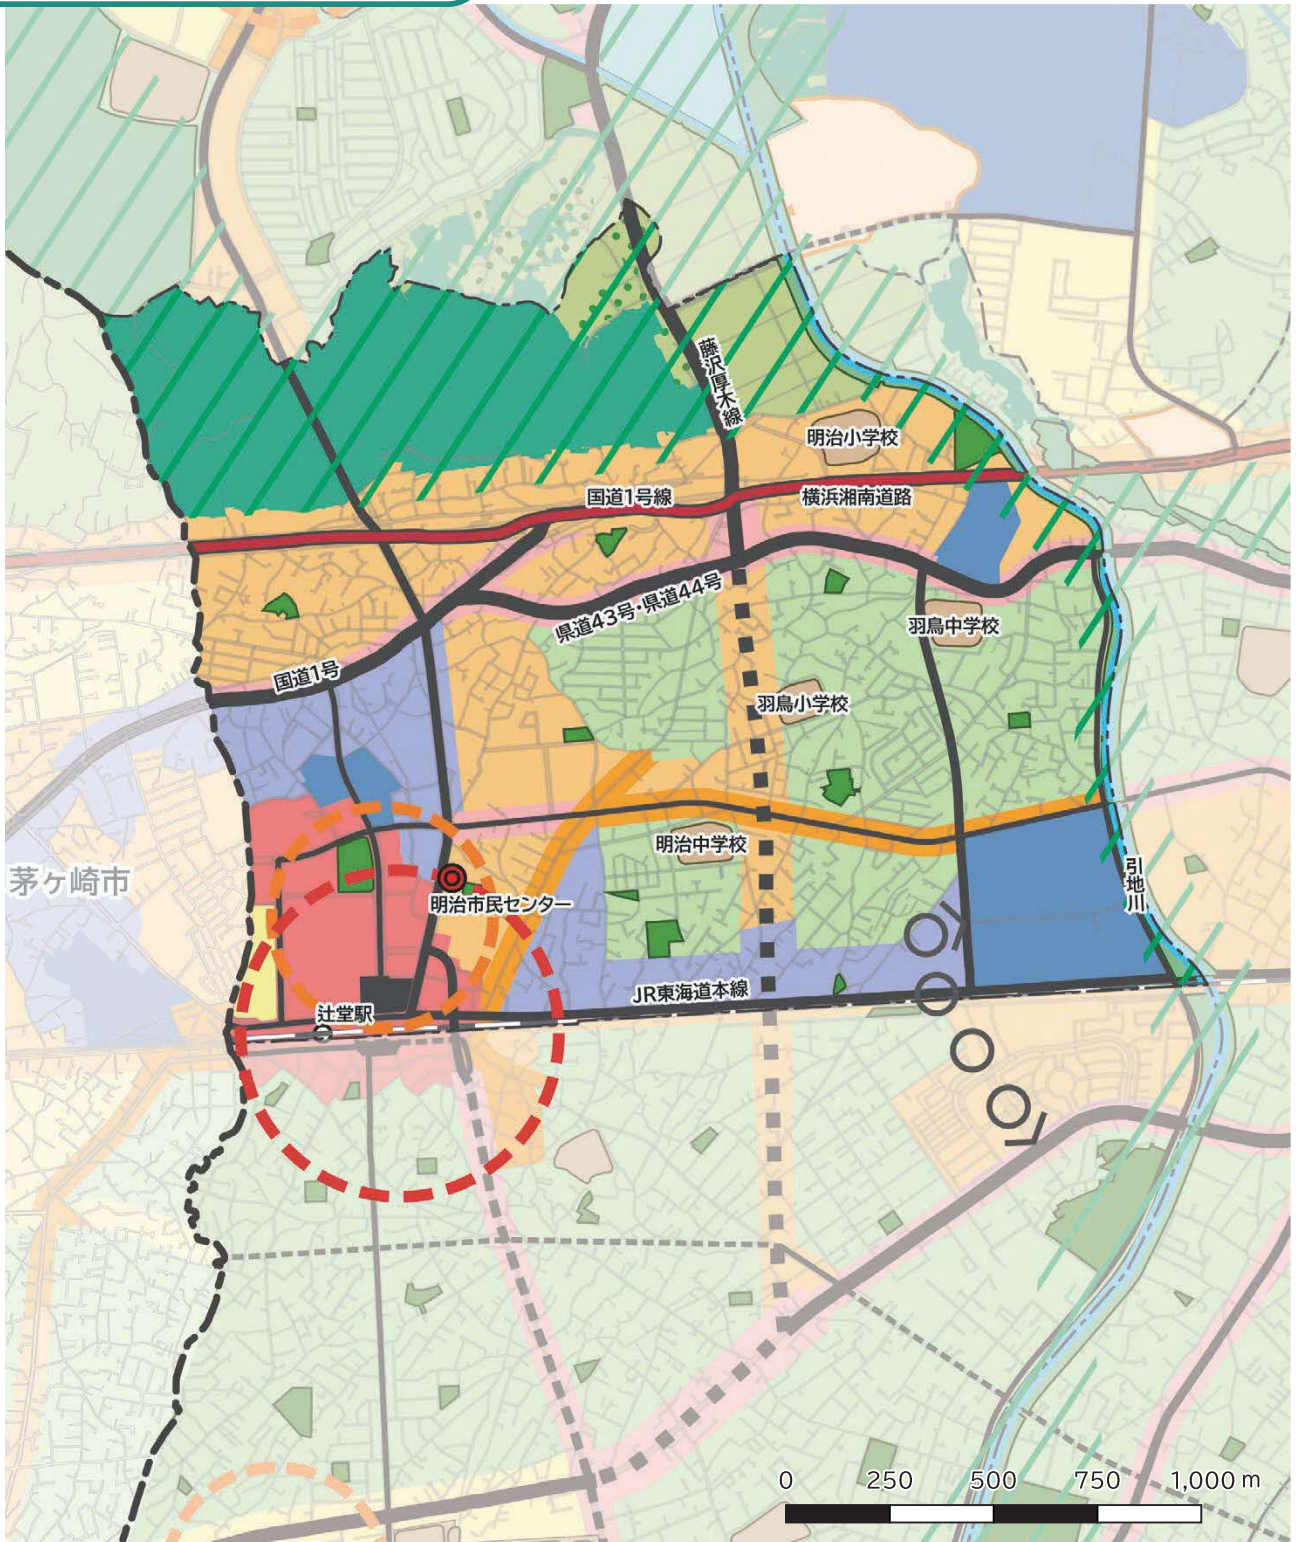 藤沢厚木線
明治小学校
国道1号線
横浜湘南道路
県道43号・県道44号
羽鳥中学校
国道1号
羽鳥小学校
明治中学校
引地川
茅ヶ崎市
明治市民センター
JR東海道本線
辻堂駅
0 250 500 750 1,000m